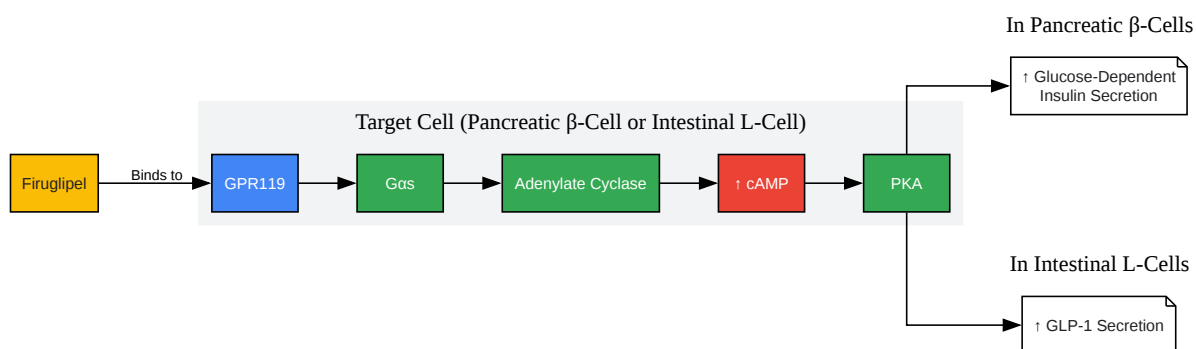 In Pancreatic β-Cells
↑ Glucose-Dependent
Insulin Secretion
Target Cell (Pancreatic β-Cell or Intestinal L-Cell)
Firuglipel
Binds to
GPR119
Gαs
Adenylate Cyclase
↑ cAMP
PKA
In Intestinal L-Cells
↑ GLP-1 Secretion